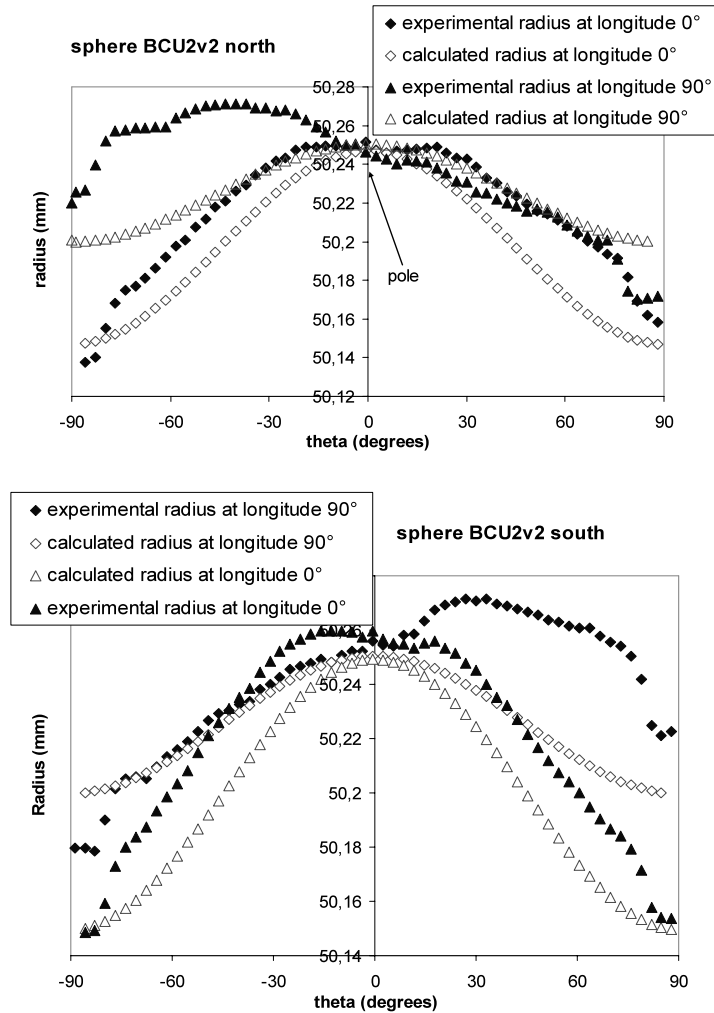 sphere BCU2v2 north
experimental radius at longitude 0°
calculated radius at longitude 0°
experimental radius at longitude 90°
calculated radius at longitude 90°
50,28
50,26
50,24
50,22
50,2
50,18
50,16
50,14
50,12
radius (mm)
pole
-90
-60
-30
0
30
60
90
theta (degrees)
experimental radius at longitude 90°
calculated radius at longitude 90°
calculated radius at longitude 0°
experimental radius at longitude 0°
sphere BCU2v2 south
50,24
50,22
50,2
50,18
50,16
50,14
Radius (mm)
-90
-60
-30
0
30
60
90
theta (degrees)